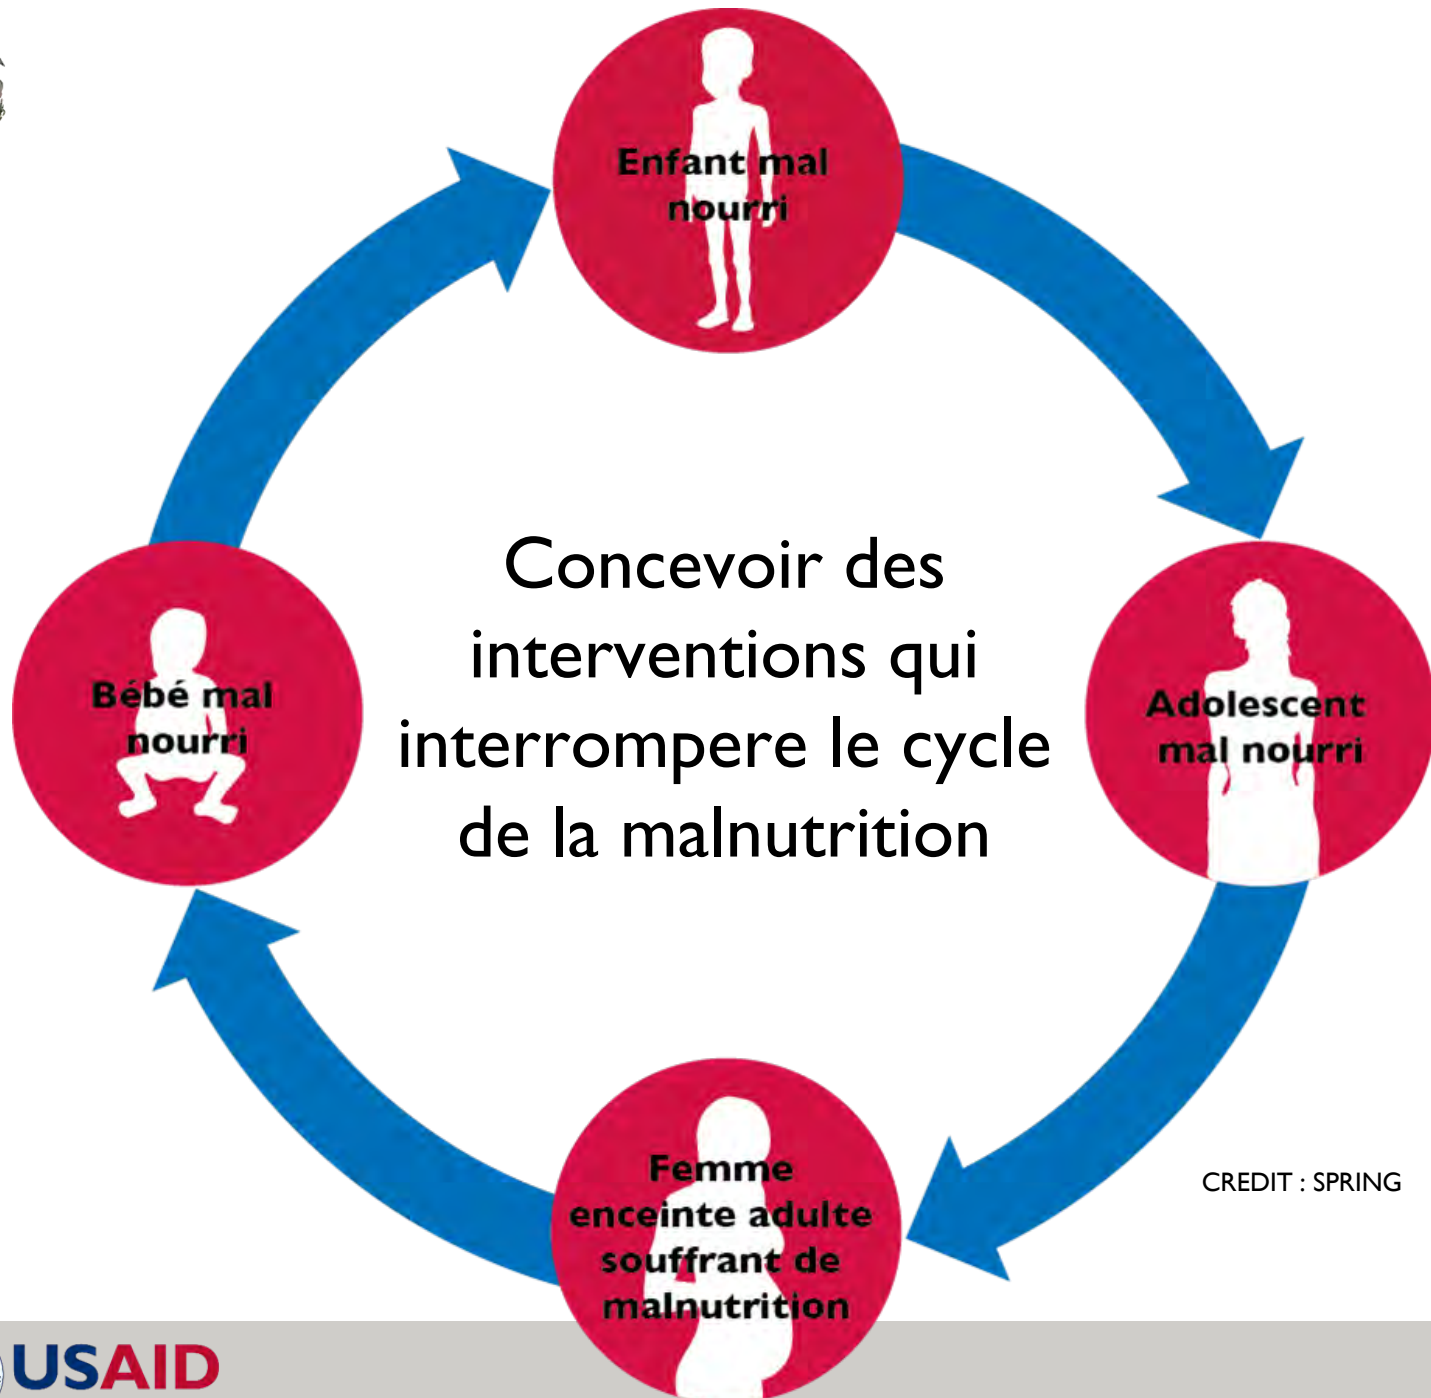 Enfant mal
nourri
Concevoir des
interventions qui
interrompere le cycle
de la malnutrition
Bébé mal
nourri
Adolescent
mal nourri
Femme
enceinte adulte
souffrant de
malnutrition
CREDIT : SPRING
USAID